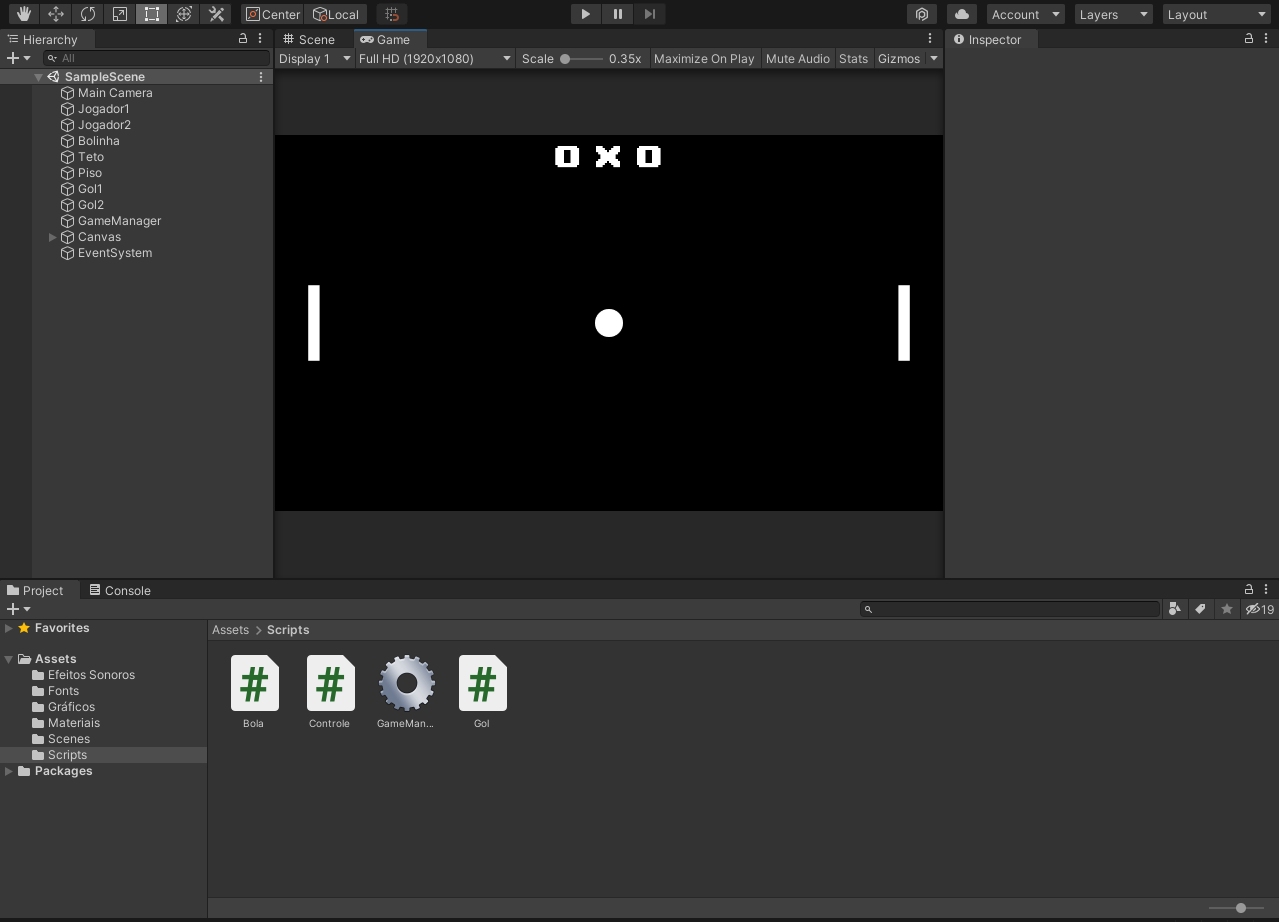 Center Local Account Layers Layout
Hierarchy
All
SampleScene
Main Camera
Jogador1
Jogador2
Bolinha
Teto
Piso
Gol1
Gol2
GameManager
Canvas
EventSystem
Scene Game
Display 1 Full HD (1920x1080) Scale 0.35x Maximize On Play Mute Audio Stats Gizmos
0 X 0
Inspector
Project Console
19
Favorites
Assets
Efeitos Sonoros
Fonts
Gráficos
Materiais
Scenes
Scripts
Packages
Assets > Scripts
Bola Controle GameMan... Gol